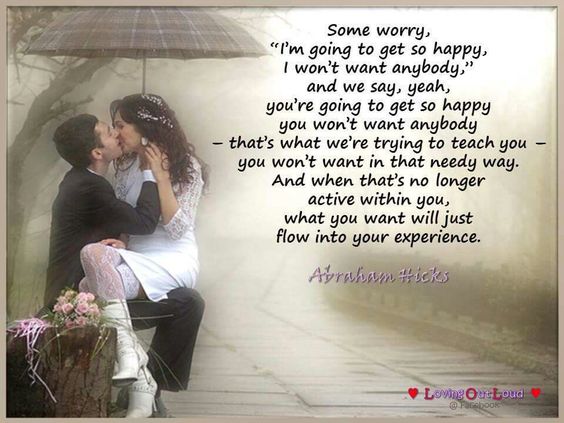 Some worry,
“I’m going to get so happy,
I won’t want anybody,”
and we say, yeah,
you’re going to get so happy
you won’t want anybody
– that’s what we’re trying to teach you –
you won’t want in that needy way.
And when that’s no longer
active within you,
what you want will just
flow into your experience.
Abraham Hicks
♥ Loving Out Loud ♥
@ Facebook